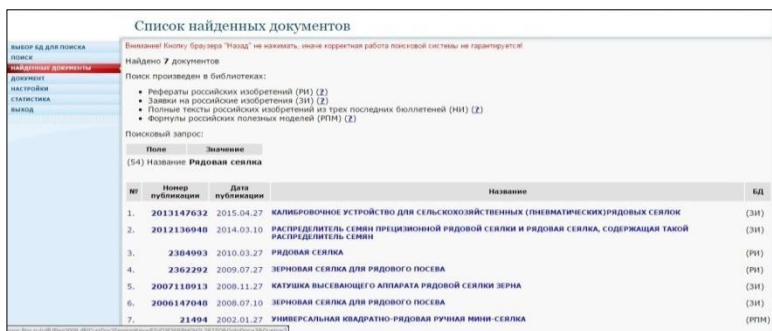 Список найденных документов
ВЫБОР БД ДЛЯ ПОИСКА
ПОИСК
НАЙДЕННЫЕ ДОКУМЕНТЫ
ДОКУМЕНТ
НАСТРОЙКИ
СТАТИСТИКА
ВЫХОД
Внимание! Кнопку браузера "Назад" не нажимать, иначе корректная работа поисковой системы не гарантируется!
Найдено 7 документов
Поиск произведен в библиотеках:
• Рефераты российских изобретений (РИ) (?)
• Заявки на российские изобретения (ЗИ) (?)
• Полные тексты российских изобретений из трех последних бюллетеней (НИ) (?)
• Формулы российских полезных моделей (РПМ) (?)
Поисковый запрос:
Поле Значение
(54) Название Рядовая сеялка
№ Номер публикации Дата публикации Название БД
1. 2013147632 2015.04.27 КАЛИБРОВОЧНОЕ УСТРОЙСТВО ДЛЯ СЕЛЬСКОХОЗЯЙСТВЕННЫХ (ПНЕВМАТИЧЕСКИХ)РЯДОВЫХ СЕЯЛОК (ЗИ)
2. 2012136948 2014.03.10 РАСПРЕДЕЛИТЕЛЬ СЕМЯН ПРЕЦИЗИОННОЙ РЯДОВОЙ СЕЯЛКИ И РЯДОВАЯ СЕЯЛКА, СОДЕРЖАЩАЯ ТАКОЙ (ЗИ)
РАСПРЕДЕЛИТЕЛЬ СЕМЯН
3. 2384993 2010.03.27 РЯДОВАЯ СЕЯЛКА (РИ)
4. 2362292 2009.07.27 ЗЕРНОВАЯ СЕЯЛКА ДЛЯ РЯДОВОГО ПОСЕВА (РИ)
5. 2007118913 2008.11.27 КАТУШКА ВЫСЕВАЮЩЕГО АППАРАТА РЯДОВОЙ СЕЯЛКИ ЗЕРНА (ЗИ)
6. 2006147048 2008.07.10 ЗЕРНОВАЯ СЕЯЛКА ДЛЯ РЯДОВОГО ПОСЕВА (ЗИ)
7. 21494 2002.01.27 УНИВЕРСАЛЬНАЯ КВАДРАТНО-РЯДОВАЯ РУЧНАЯ МИНИ-СЕЯЛКА (РПМ)